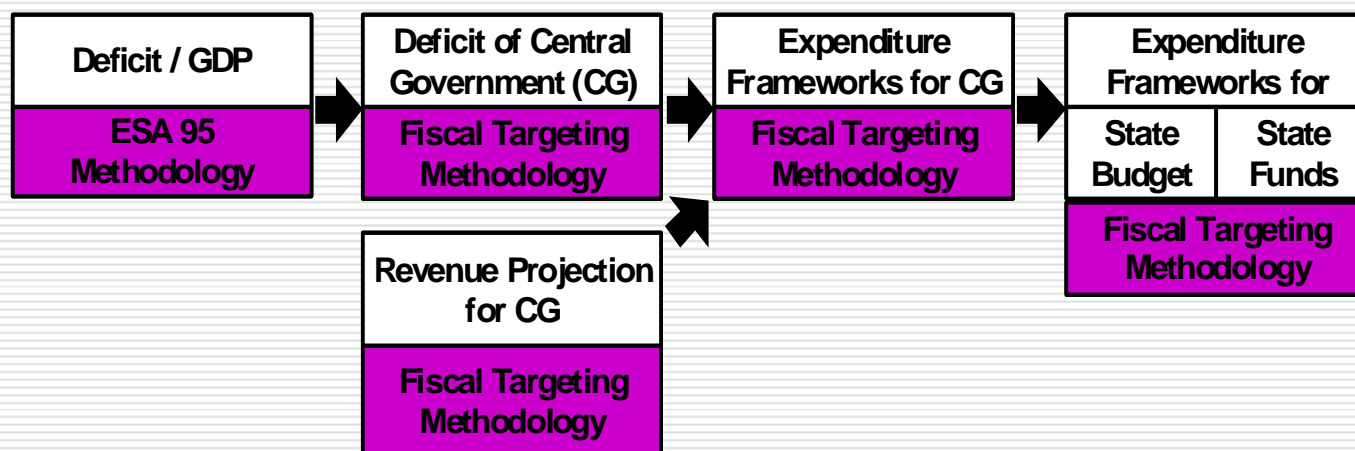 Deficit / GDP
ESA 95
Methodology
Deficit of Central
Government (CG)
Fiscal Targeting
Methodology
Expenditure
Frameworks for CG
Fiscal Targeting
Methodology
Expenditure
Frameworks for
State
Budget
State
Funds
Fiscal Targeting
Methodology
Revenue Projection
for CG
Fiscal Targeting
Methodology